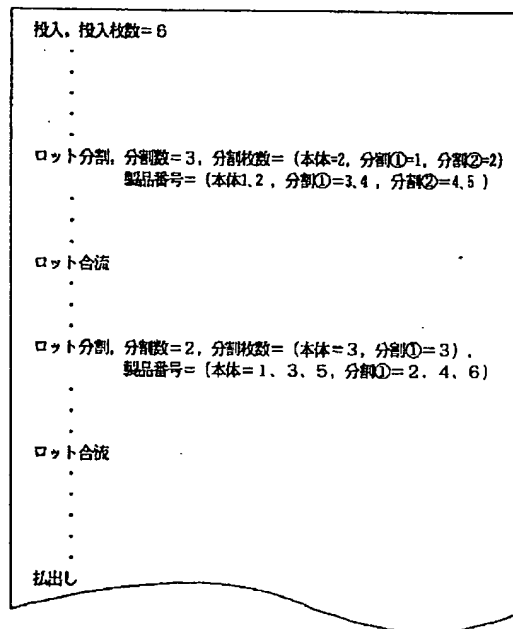 投入, 投入枚数=6
ロット分割, 分割数=3, 分割枚数= (本体=2, 分割①=1, 分割②=2)
製品番号= (本体1.2 , 分割①=3.4 , 分割②=4.5 )
ロット合流
ロット分割, 分割数=2, 分割枚数= (本体=3, 分割①=3) ,
製品番号= (本体=1、3、5, 分割①=2、4、6)
ロット合流
払出し